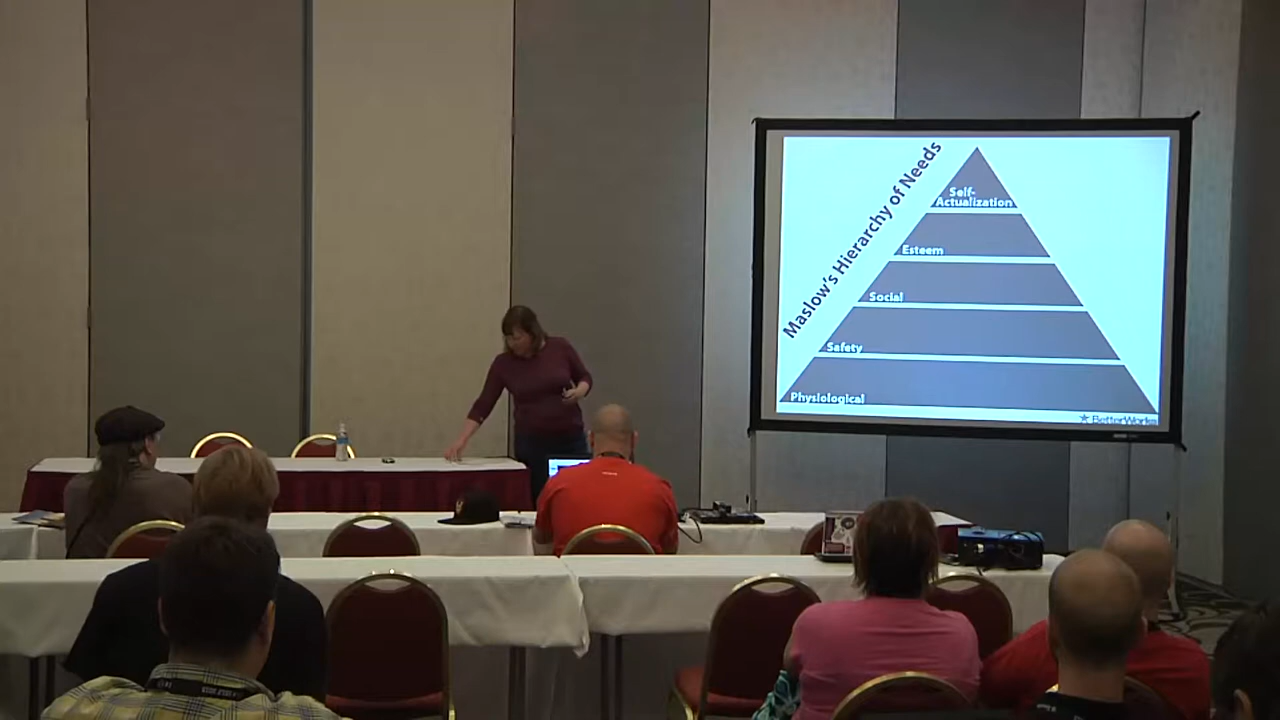 Maslow's Hierarchy of Needs
Self-
Actualization
Esteem
Social
Safety
Physiological
BetterWorks